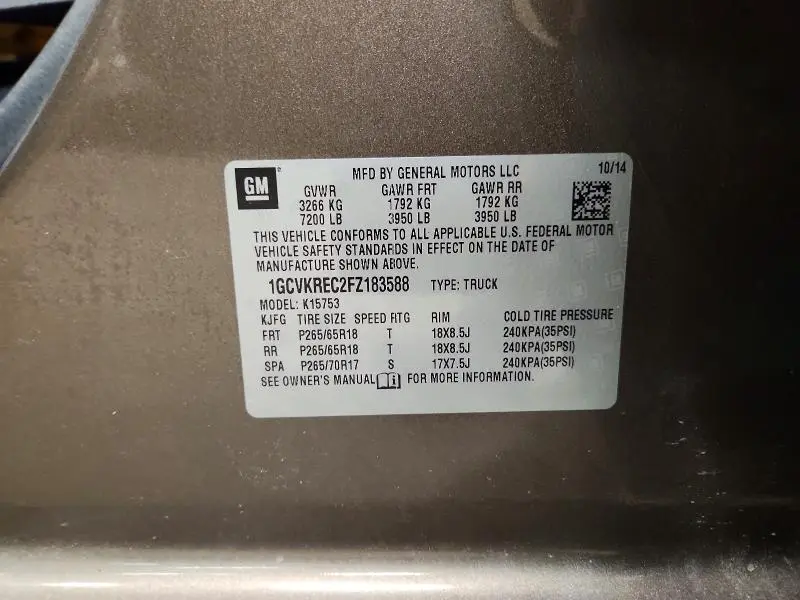 GM
MFD BY GENERAL MOTORS LLC 10/14
GVWR GAWR FRT GAWR RR
3266 KG 1792 KG 1792 KG
7200 LB 3950 LB 3950 LB
THIS VEHICLE CONFORMS TO ALL APPLICABLE U.S. FEDERAL MOTOR
VEHICLE SAFETY STANDARDS IN EFFECT ON THE DATE OF
MANUFACTURE SHOWN ABOVE.
1GCVKREC2FZ183588 TYPE: TRUCK
MODEL: K15753
KJFG TIRE SIZE SPEED RTG RIM COLD TIRE PRESSURE
FRT P265/65R18 T 18X8.5J 240KPA(35PSI)
RR P265/65R18 T 18X8.5J 240KPA(35PSI)
SPA P265/70R17 S 17X7.5J 240KPA(35PSI)
SEE OWNER'S MANUAL i FOR MORE INFORMATION.